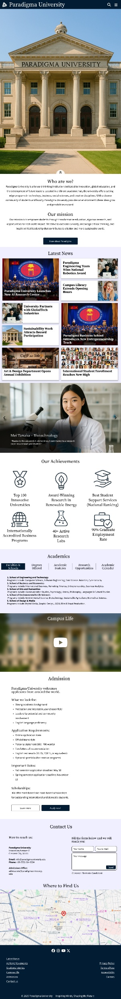 Paradigma University
PARADIGMA UNIVERSITY
Who are we?
Paradigma University is a forward-thinking institution dedicated to innovation, global education, and
the development of future leaders. Located in a vibrant academic hub, the university offers cutting-
edge programs in technology, business, social sciences, and creative disciplines. With a diverse
community of students and faculty, Paradigma University provides an environment where ideas grow
and possibilities expand.
Our mission
Our mission is to empower students through transformative education, rigorous research, and
opportunities for real-world impact. We strive to cultivate curiosity, encourage critical thinking, and
inspire ethical leadership that contributes to a better and more sustainable world.
More about Paradigma
Latest News
Paradigma University Launches
New AI Research Center
Paradigma
Engineering Team
Wins National
Robotics Award
Campus Library
Extends Opening
Hours
University Partners
with GlobalTech
Industries
Sustainability Week
Attracts Record
Participation
Paradigma Business School
Introduces New Entrepreneurship
Track
Caffè del Sole
Art & Design Department Opens
Annual Exhibition
International Student Enrollment
Reaches New High
Mei Tanaka – Biotechnology
"Thanks to the university's lab facilities, I contributed to a research
paper as a second-year student."
Our Achievements
Top 100
Innovative
Universities
Award-Winning
Research in
Renewable Energy
Best Student
Support Services
(National Ranking)
Internationally
Accredited Business
Programs
40+ Active
Research
Labs
90% Graduate
Employment
Rate
Academics
Faculties &
Schools
Degrees
Offered
Academic
Features
Research
Opportunities
Academic
Calendar
1. School of Engineering and Technology
Programs include: Computer Science, Software Engineering, Data Science, Robotics, Cybersecurity.
2. School of Business and Economics
Programs include: International Business, Marketing, Finance, Entrepreneurship, Business Analytics.
3. School of Arts and Humanities
Programs include: Communication Studies, Psychology, History, Philosophy, Languages & Cultural Studies.
4. School of Environmental & Life Sciences
Programs include: Environmental Science, Biotechnology, Sustainable Agriculture, Biomedical Science.
5. School of Design & Media
Programs include: Digital Media, Graphic Design, UX/UI, Film & Visual Production.
Campus Life
Admission
Paradigma University welcomes
applicants from around the world.
What we look for:
• Strong academic background
• Motivation and interest in your chosen field
• Leadership potential and community
involvement
• English language proficiency
Application Requirements:
• Online application form
• Official transcripts
• Personal statement (500–700 words)
• Two letters of recommendation
• English test results (IELTS, TOEFL, or equivalent)
• Optional: portfolio (for creative programs)
Important Dates:
• Fall semester application deadline: May 30
• Spring semester application deadline: November
15
Scholarships:
We offer merit-based and need-based scholarships
for outstanding international and domestic students.
Learn more
Apply now!
Contact Us
How to reach us:
Paradigma University
Innovation Avenue 42
Crescent City, 50120
Email: info@paradigmauniversity.edu
Phone: +39 (555) 214-9034
Admissions Office:
admissions@paradigmauniversity.
edu
Fill the form below and we will
reach you:
Your name
Your e-mail
Your message
Send
Accept i Termini e Condizioni
Where to Find Us
Latest News
AchieAchievements
Students' stories
Campus life
Admission
Contact us
Privacy Policy
Terms of Use
Accessibility
Careers
© 2025 Paradigma University — Inspiring Minds, Shaping the Future